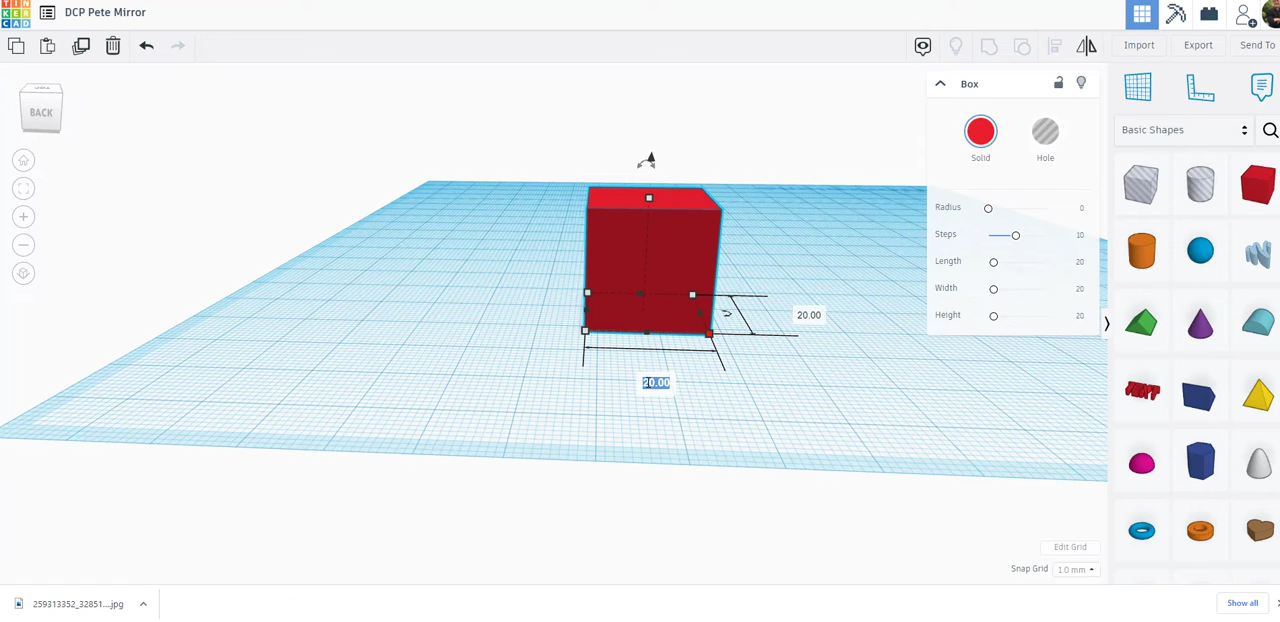 TIN
KER
CAD
DCP Pete Mirror
Import
Export
Send To
BACK
Box
Solid
Hole
Radius 0
Steps 10
Length 20
Width 20
Height 20
Basic Shapes
TEXT
20.00
20.00
Edit Grid
Snap Grid 1.0 mm
259313352_32851....jpg
Show all